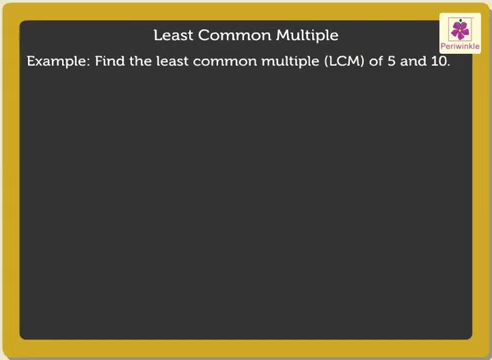 Least Common Multiple
Periwinkle
Example: Find the least common multiple (LCM) of 5 and 10.